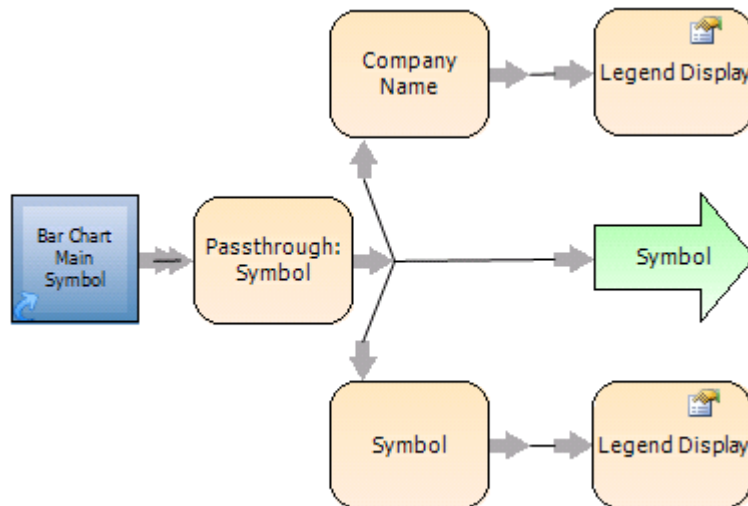 Company
Name
Legend Display
Bar Chart
Main
Symbol
Passthrough:
Symbol
Symbol
Symbol
Legend Display